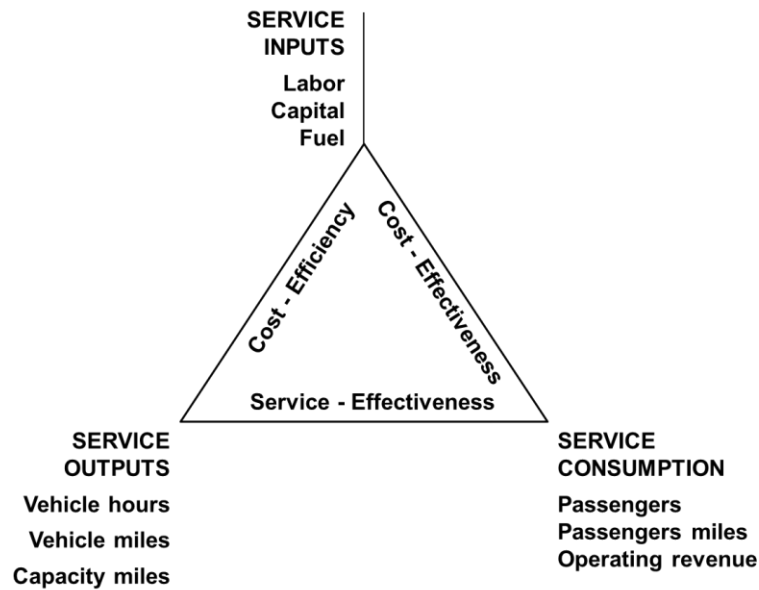 SERVICE
INPUTS
Labor
Capital
Fuel
Cost - Efficiency
Cost - Effectiveness
Service - Effectiveness
SERVICE
OUTPUTS
Vehicle hours
Vehicle miles
Capacity miles
SERVICE
CONSUMPTION
Passengers
Passengers miles
Operating revenue